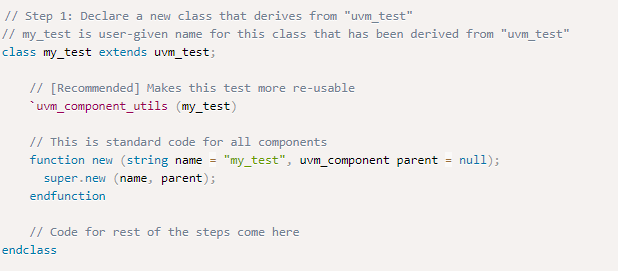 // Step 1: Declare a new class that derives from "uvm_test"
// my_test is user-given name for this class that has been derived from "uvm_test"
class my_test extends uvm_test;
// [Recommended] Makes this test more re-usable
`uvm_component_utils (my_test)
// This is standard code for all components
function new (string name = "my_test", uvm_component parent = null);
super.new (name, parent);
endfunction
// Code for rest of the steps come here
endclass